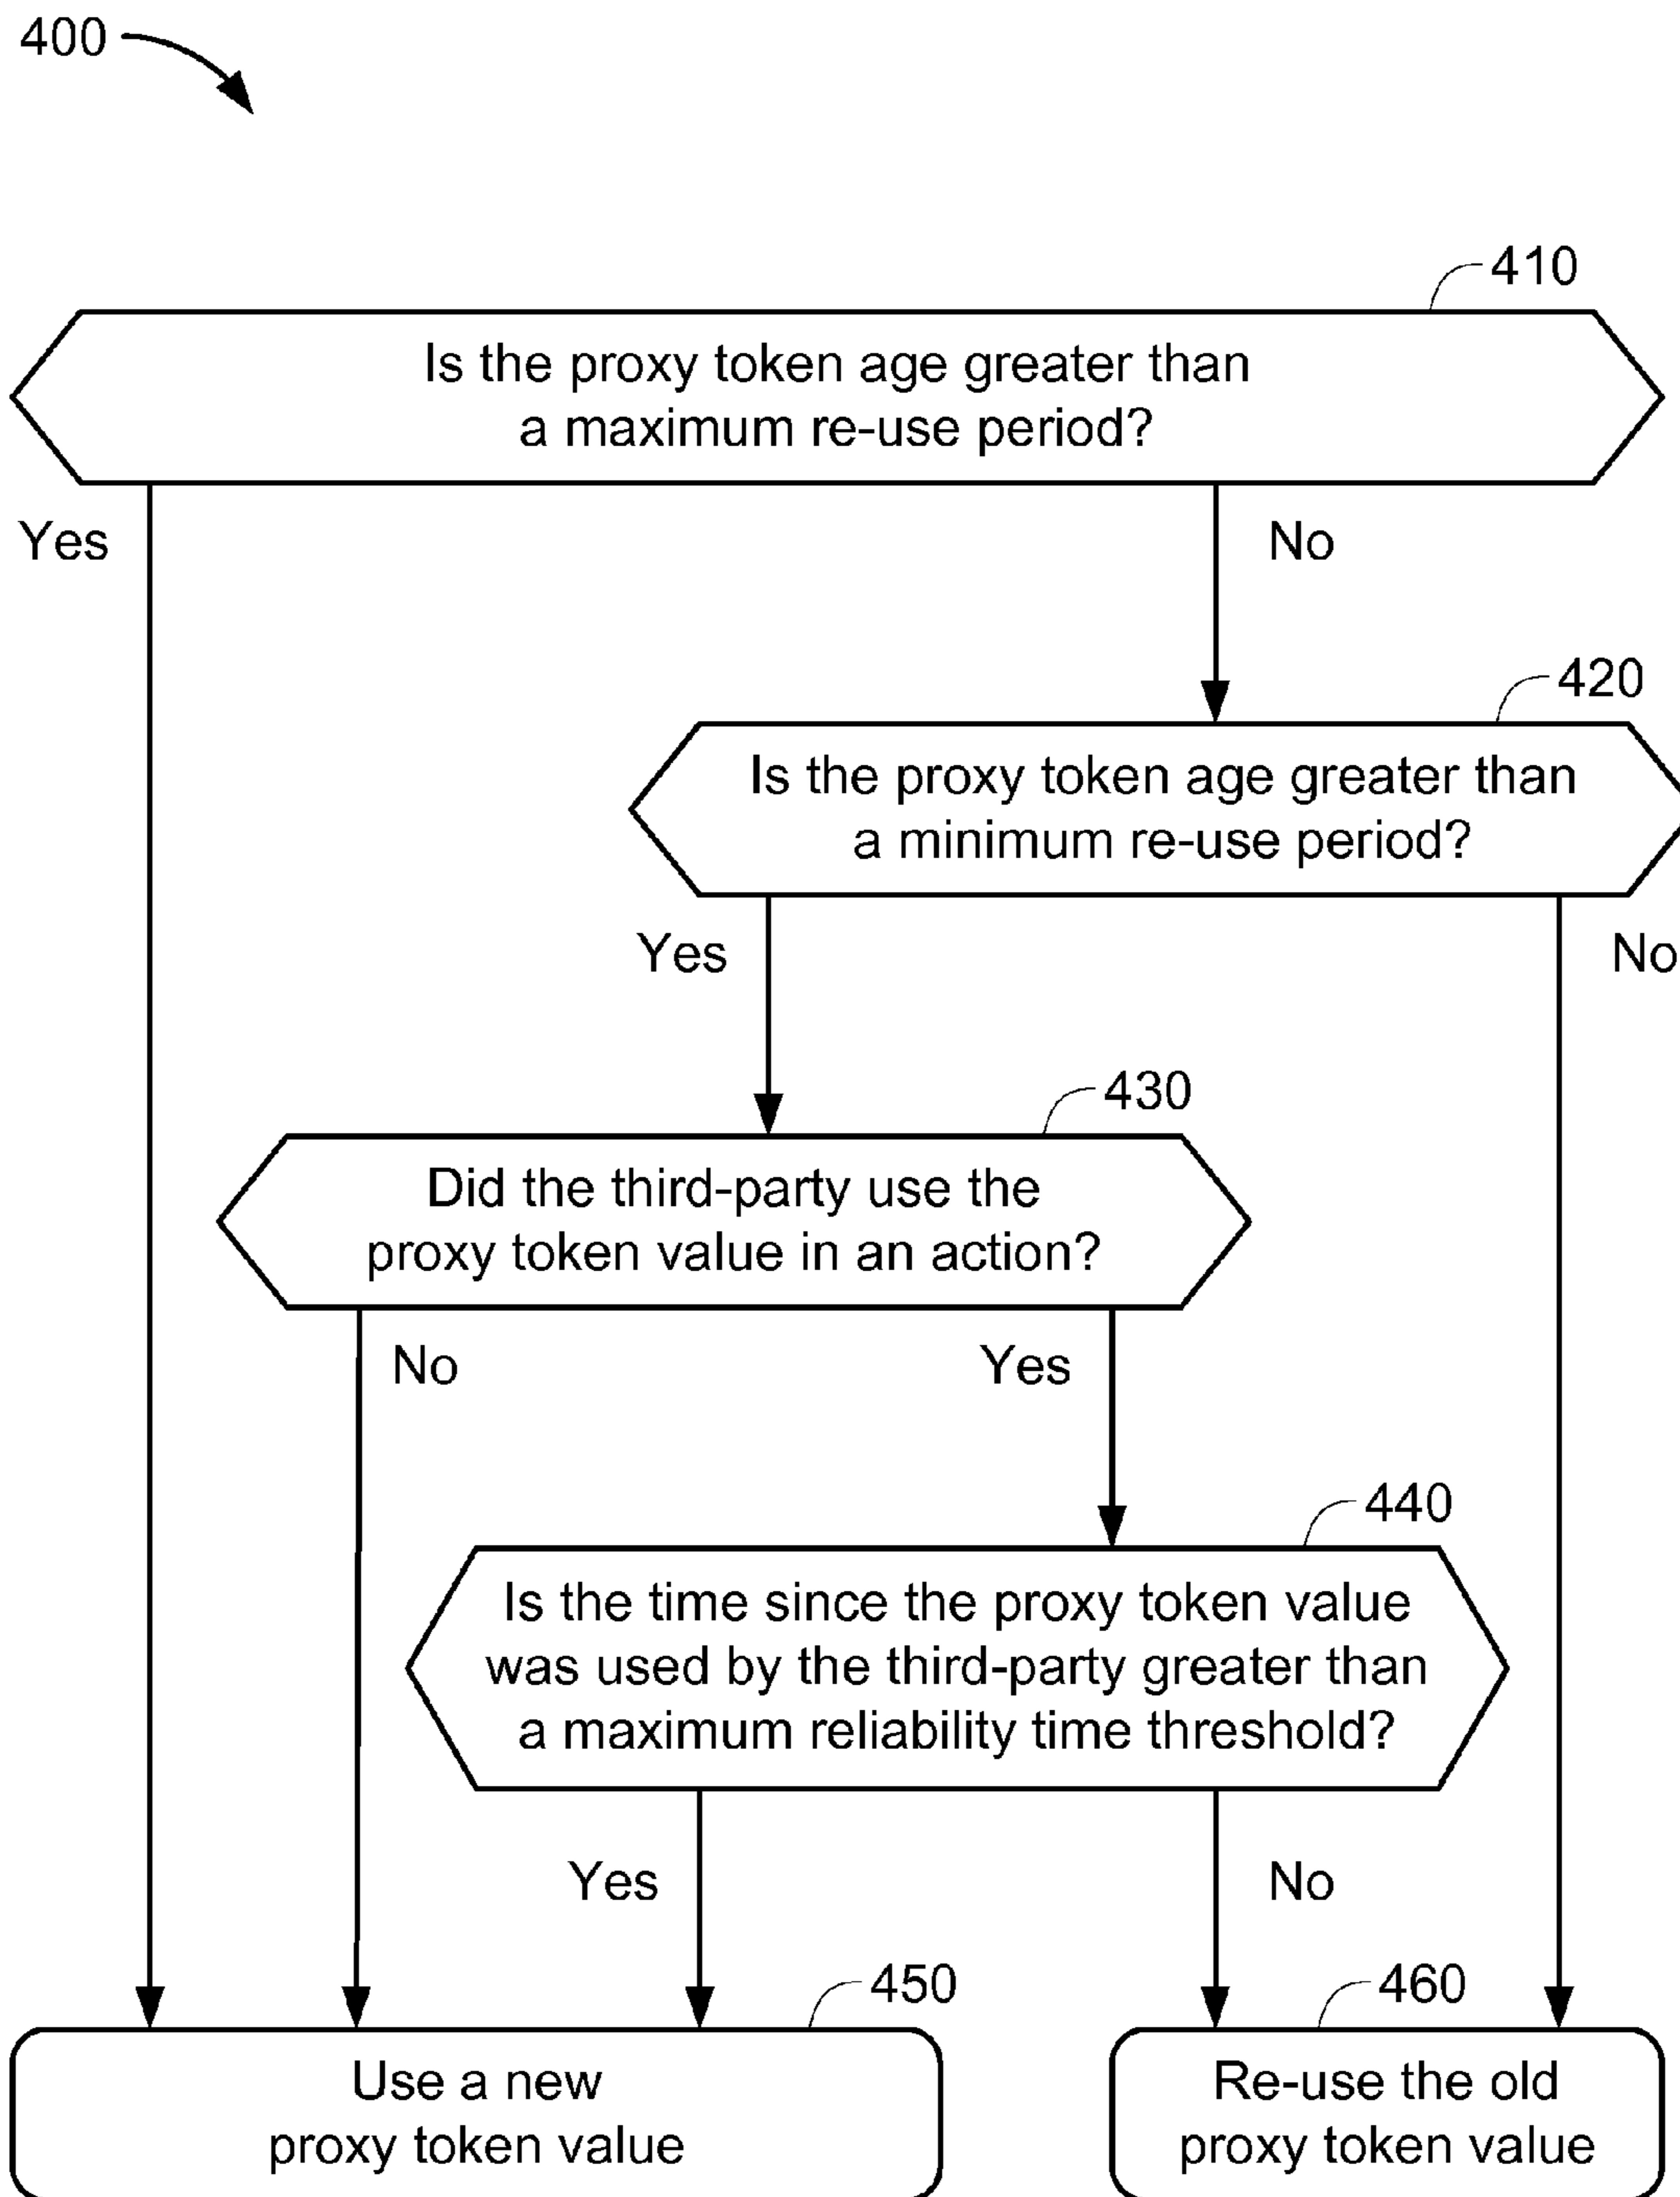 400
410
Is the proxy token age greater than
a maximum re-use period?
Yes
No
420
Is the proxy token age greater than
a minimum re-use period?
Yes
No
430
Did the third-party use the
proxy token value in an action?
No
Yes
440
Is the time since the proxy token value
was used by the third-party greater than
a maximum reliability time threshold?
Yes
No
450
460
Use a new
proxy token value
Re-use the old
proxy token value